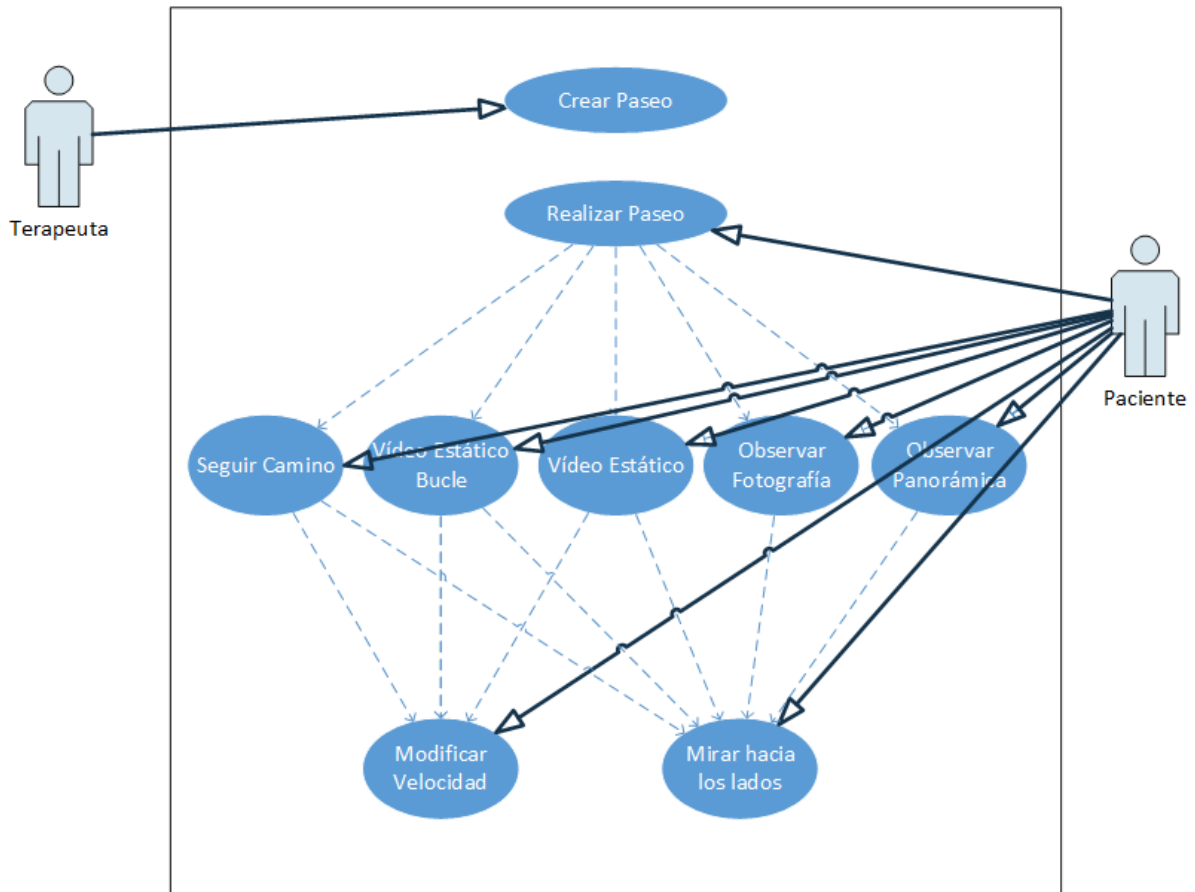 Crear Paseo
Terapeuta
Realizar Paseo
Paciente
Seguir Camino
Vídeo Estático
Bucle
Vídeo Estático
Observar
Fotografía
Observar
Panorámica
Modificar
Velocidad
Mirar hacia
los lados